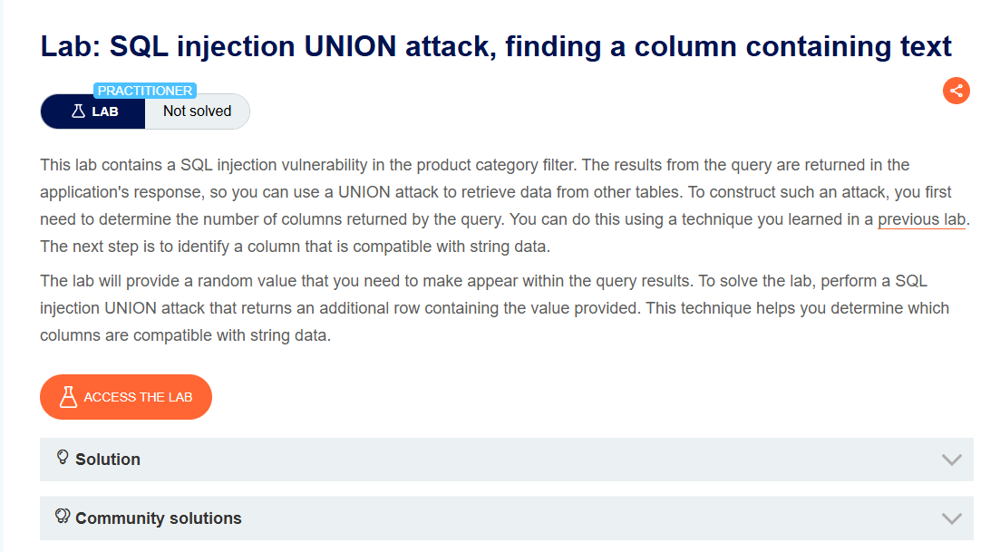 Lab: SQL injection UNION attack, finding a column containing text
PRACTITIONER
LAB
Not solved
This lab contains a SQL injection vulnerability in the product category filter. The results from the query are returned in the
application's response, so you can use a UNION attack to retrieve data from other tables. To construct such an attack, you first
need to determine the number of columns returned by the query. You can do this using a technique you learned in a previous lab.
The next step is to identify a column that is compatible with string data.
The lab will provide a random value that you need to make appear within the query results. To solve the lab, perform a SQL
injection UNION attack that returns an additional row containing the value provided. This technique helps you determine which
columns are compatible with string data.
ACCESS THE LAB
Solution
Community solutions